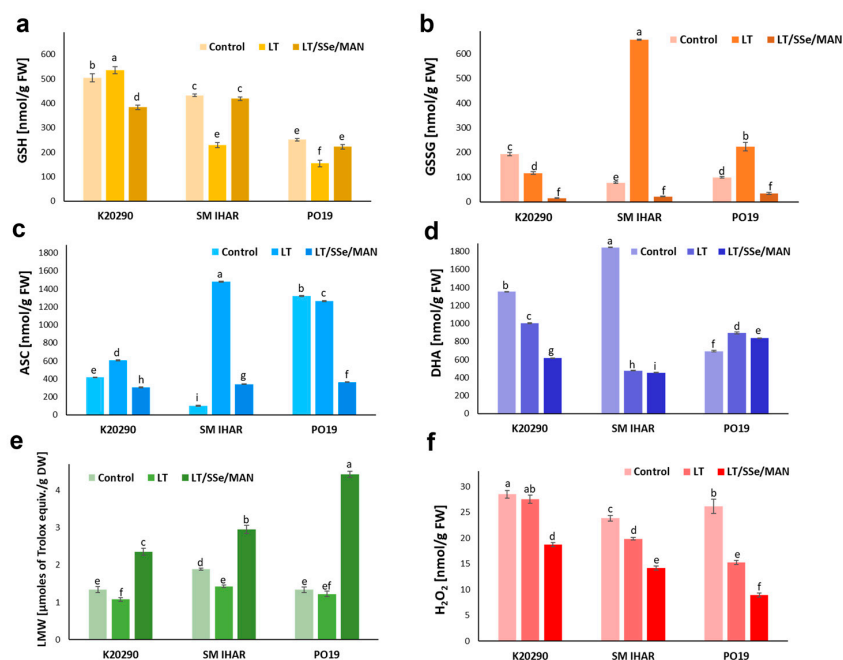 a
Control LT LT/SSe/MAN
GSH [nmol/g FW]
600
500
400
300
200
100
0
b a d c e c e f e
K20290 SM IHAR PO19
b
Control LT LT/SSe/MAN
GSSG [nmol/g FW]
600
500
400
300
200
100
0
c d f e a f c b f
K20290 SM IHAR PO19
c
Control LT LT/SSe/MAN
ASC [nmol/g FW]
1800
1600
1400
1200
1000
800
600
400
200
0
e d h i a g b c f
K20290 SM IHAR PO19
d
Control LT LT/SSe/MAN
DHA [nmol/g FW]
1800
1600
1400
1200
1000
800
600
400
200
0
b c g a h i f d e
K20290 SM IHAR PO19
e
Control LT LT/SSe/MAN
LMW [µmoles of Trolox equiv./g DW]
4
3
2
1
0
e f c d e b e ef a
K20290 SM IHAR PO19
f
Control LT LT/SSe/MAN
H2O2 [nmol/g FW]
30
25
20
15
10
5
0
a ab d c d e b e f
K20290 SM IHAR PO19